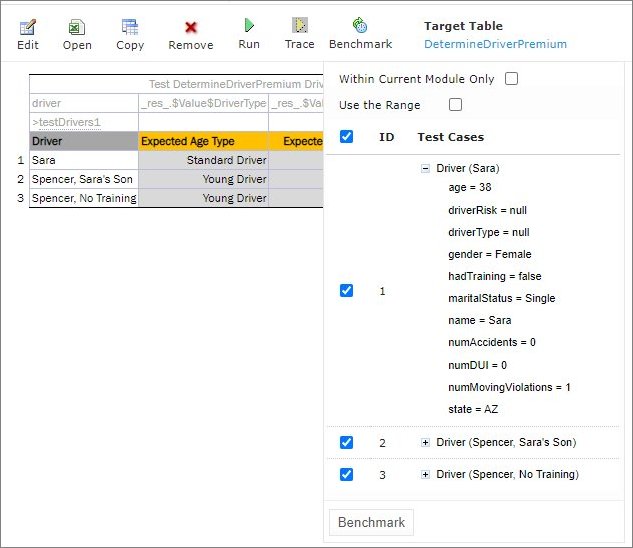 Edit Open Copy Remove Run Trace Benchmark
Target Table
DetermineDriverPremium
Test DetermineDriverPremium Dri
driver _res_.$Value$DriverType _res_.$Val
>testDrivers1
Driver Expected Age Type Expecte
1 Sara Standard Driver
2 Spencer, Sara's Son Young Driver
3 Spencer, No Training Young Driver
Within Current Module Only
Use the Range
ID Test Cases
Driver (Sara)
age = 38
driverRisk = null
driverType = null
gender = Female
hadTraining = false
1
maritalStatus = Single
name = Sara
numAccidents = 0
numDUI = 0
numMovingViolations = 1
state = AZ
2 Driver (Spencer, Sara's Son)
3 Driver (Spencer, No Training)
Benchmark